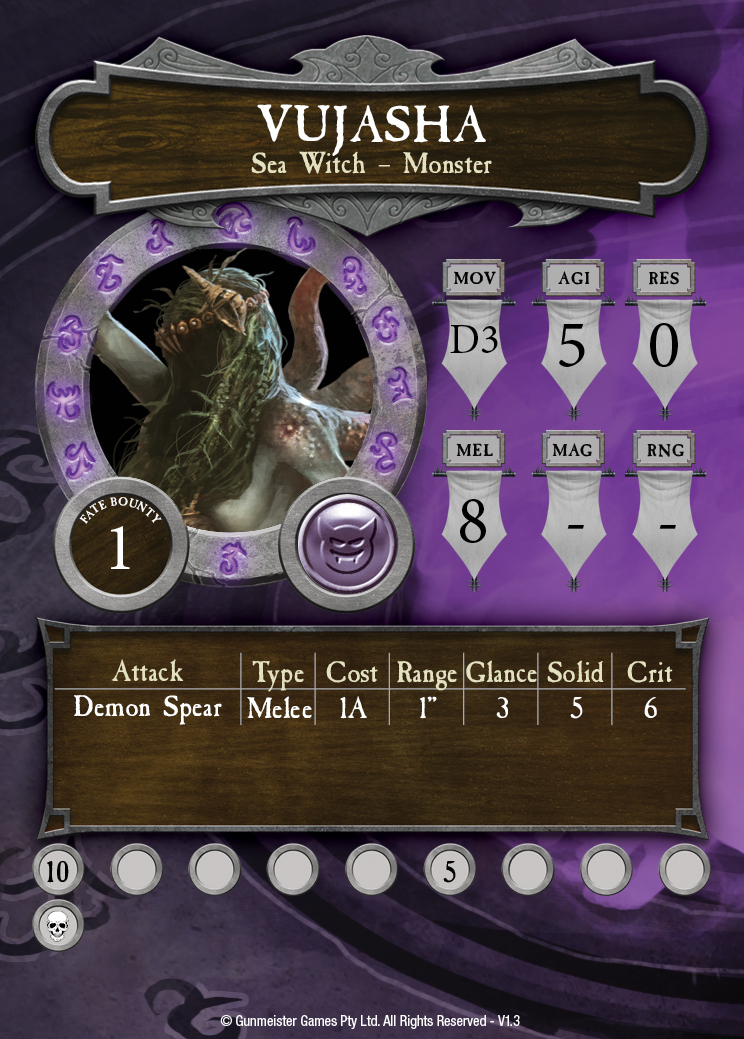 VUJASHA
Sea Witch – Monster
MOV AGI RES
D3 5 0
MEL MAG RNG
8 - -
FATE BOUNTY
1
Attack Type Cost Range Glance Solid Crit
Demon Spear Melee 1A 1” 3 5 6
10 5
© Gunmeister Games Pty Ltd. All Rights Reserved - V1.3